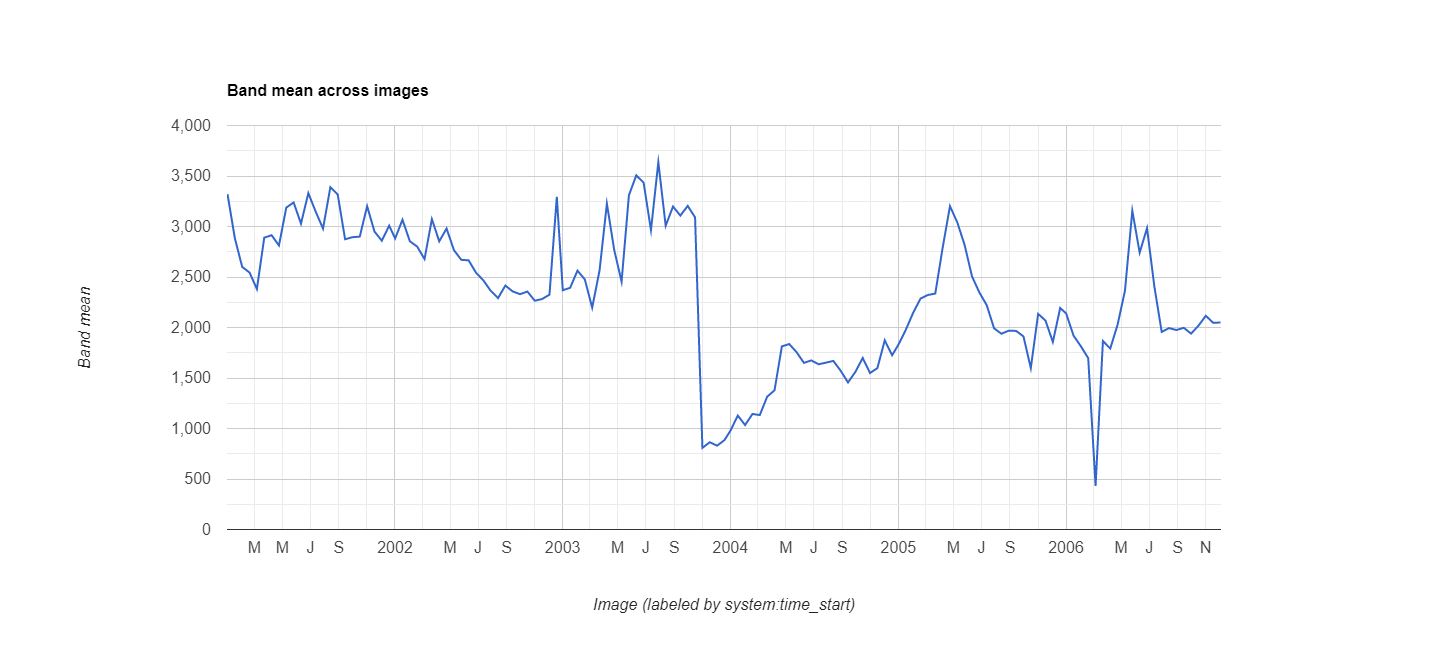 Band mean across images
4,000
3,500
3,000
2,500
2,000
1,500
1,000
500
0
Band mean
M M J S 2002 M J S 2003 M J S 2004 M J S 2005 M J S 2006 M J S N
Image (labeled by system:time_start)